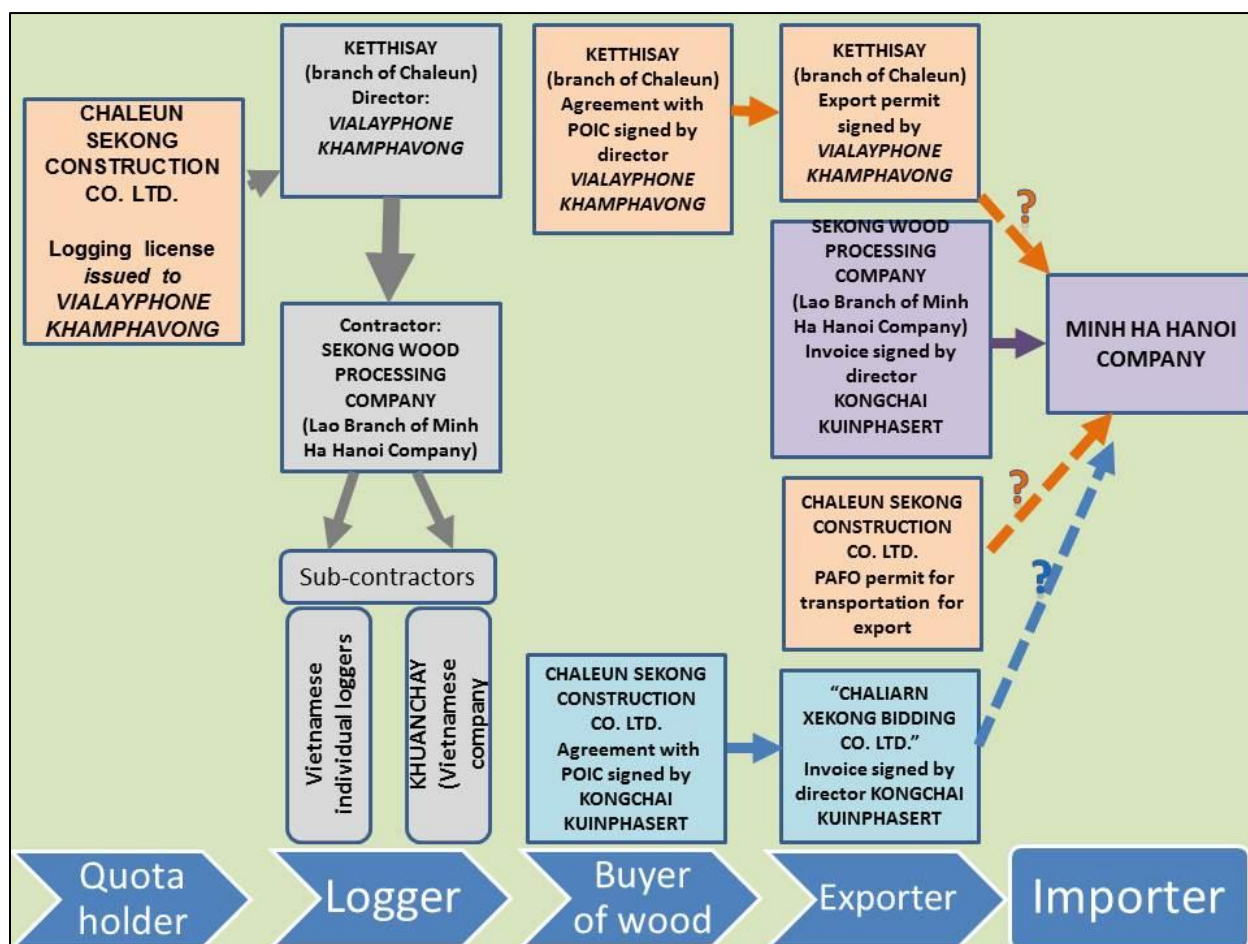 CHALEUN
SEKONG
CONSTRUCTION
CO. LTD.
Logging license
issued to
VIALAYPHONE
KHAMPHAVONG
KETTHISAY
(branch of Chaleun)
Director:
VIALAYPHONE
KHAMPHAVONG
Contractor:
SEKONG WOOD
PROCESSING
COMPANY
(Lao Branch of Minh
Ha Hanoi Company)
Sub-contractors
Vietnamese
individual loggers
KHUANCHAY
(Vietnamese
company
KETTHISAY
(branch of Chaleun)
Agreement with
POIC signed by
director
VIALAYPHONE
KHAMPHAVONG
CHALEUN SEKONG
CONSTRUCTION
CO. LTD.
Agreement with
POIC signed by
KONGCHAI
KUINPHASERT
KETTHISAY
(branch of Chaleun)
Export permit
signed by
VIALAYPHONE
KHAMPHAVONG
?
SEKONG WOOD
PROCESSING
COMPANY
(Lao Branch of Minh
Ha Hanoi Company)
Invoice signed by
director
KONGCHAI
KUINPHASERT
CHALEUN SEKONG
CONSTRUCTION
CO. LTD.
PAFO permit for
transportation for
export
?
“CHALIARN
XEKONG BIDDING
CO. LTD.”
Invoice signed by
director KONGCHAI
KUINPHASERT
?
MINH HA HANOI
COMPANY
Quota
holder
Logger
Buyer
of wood
Exporter
Importer